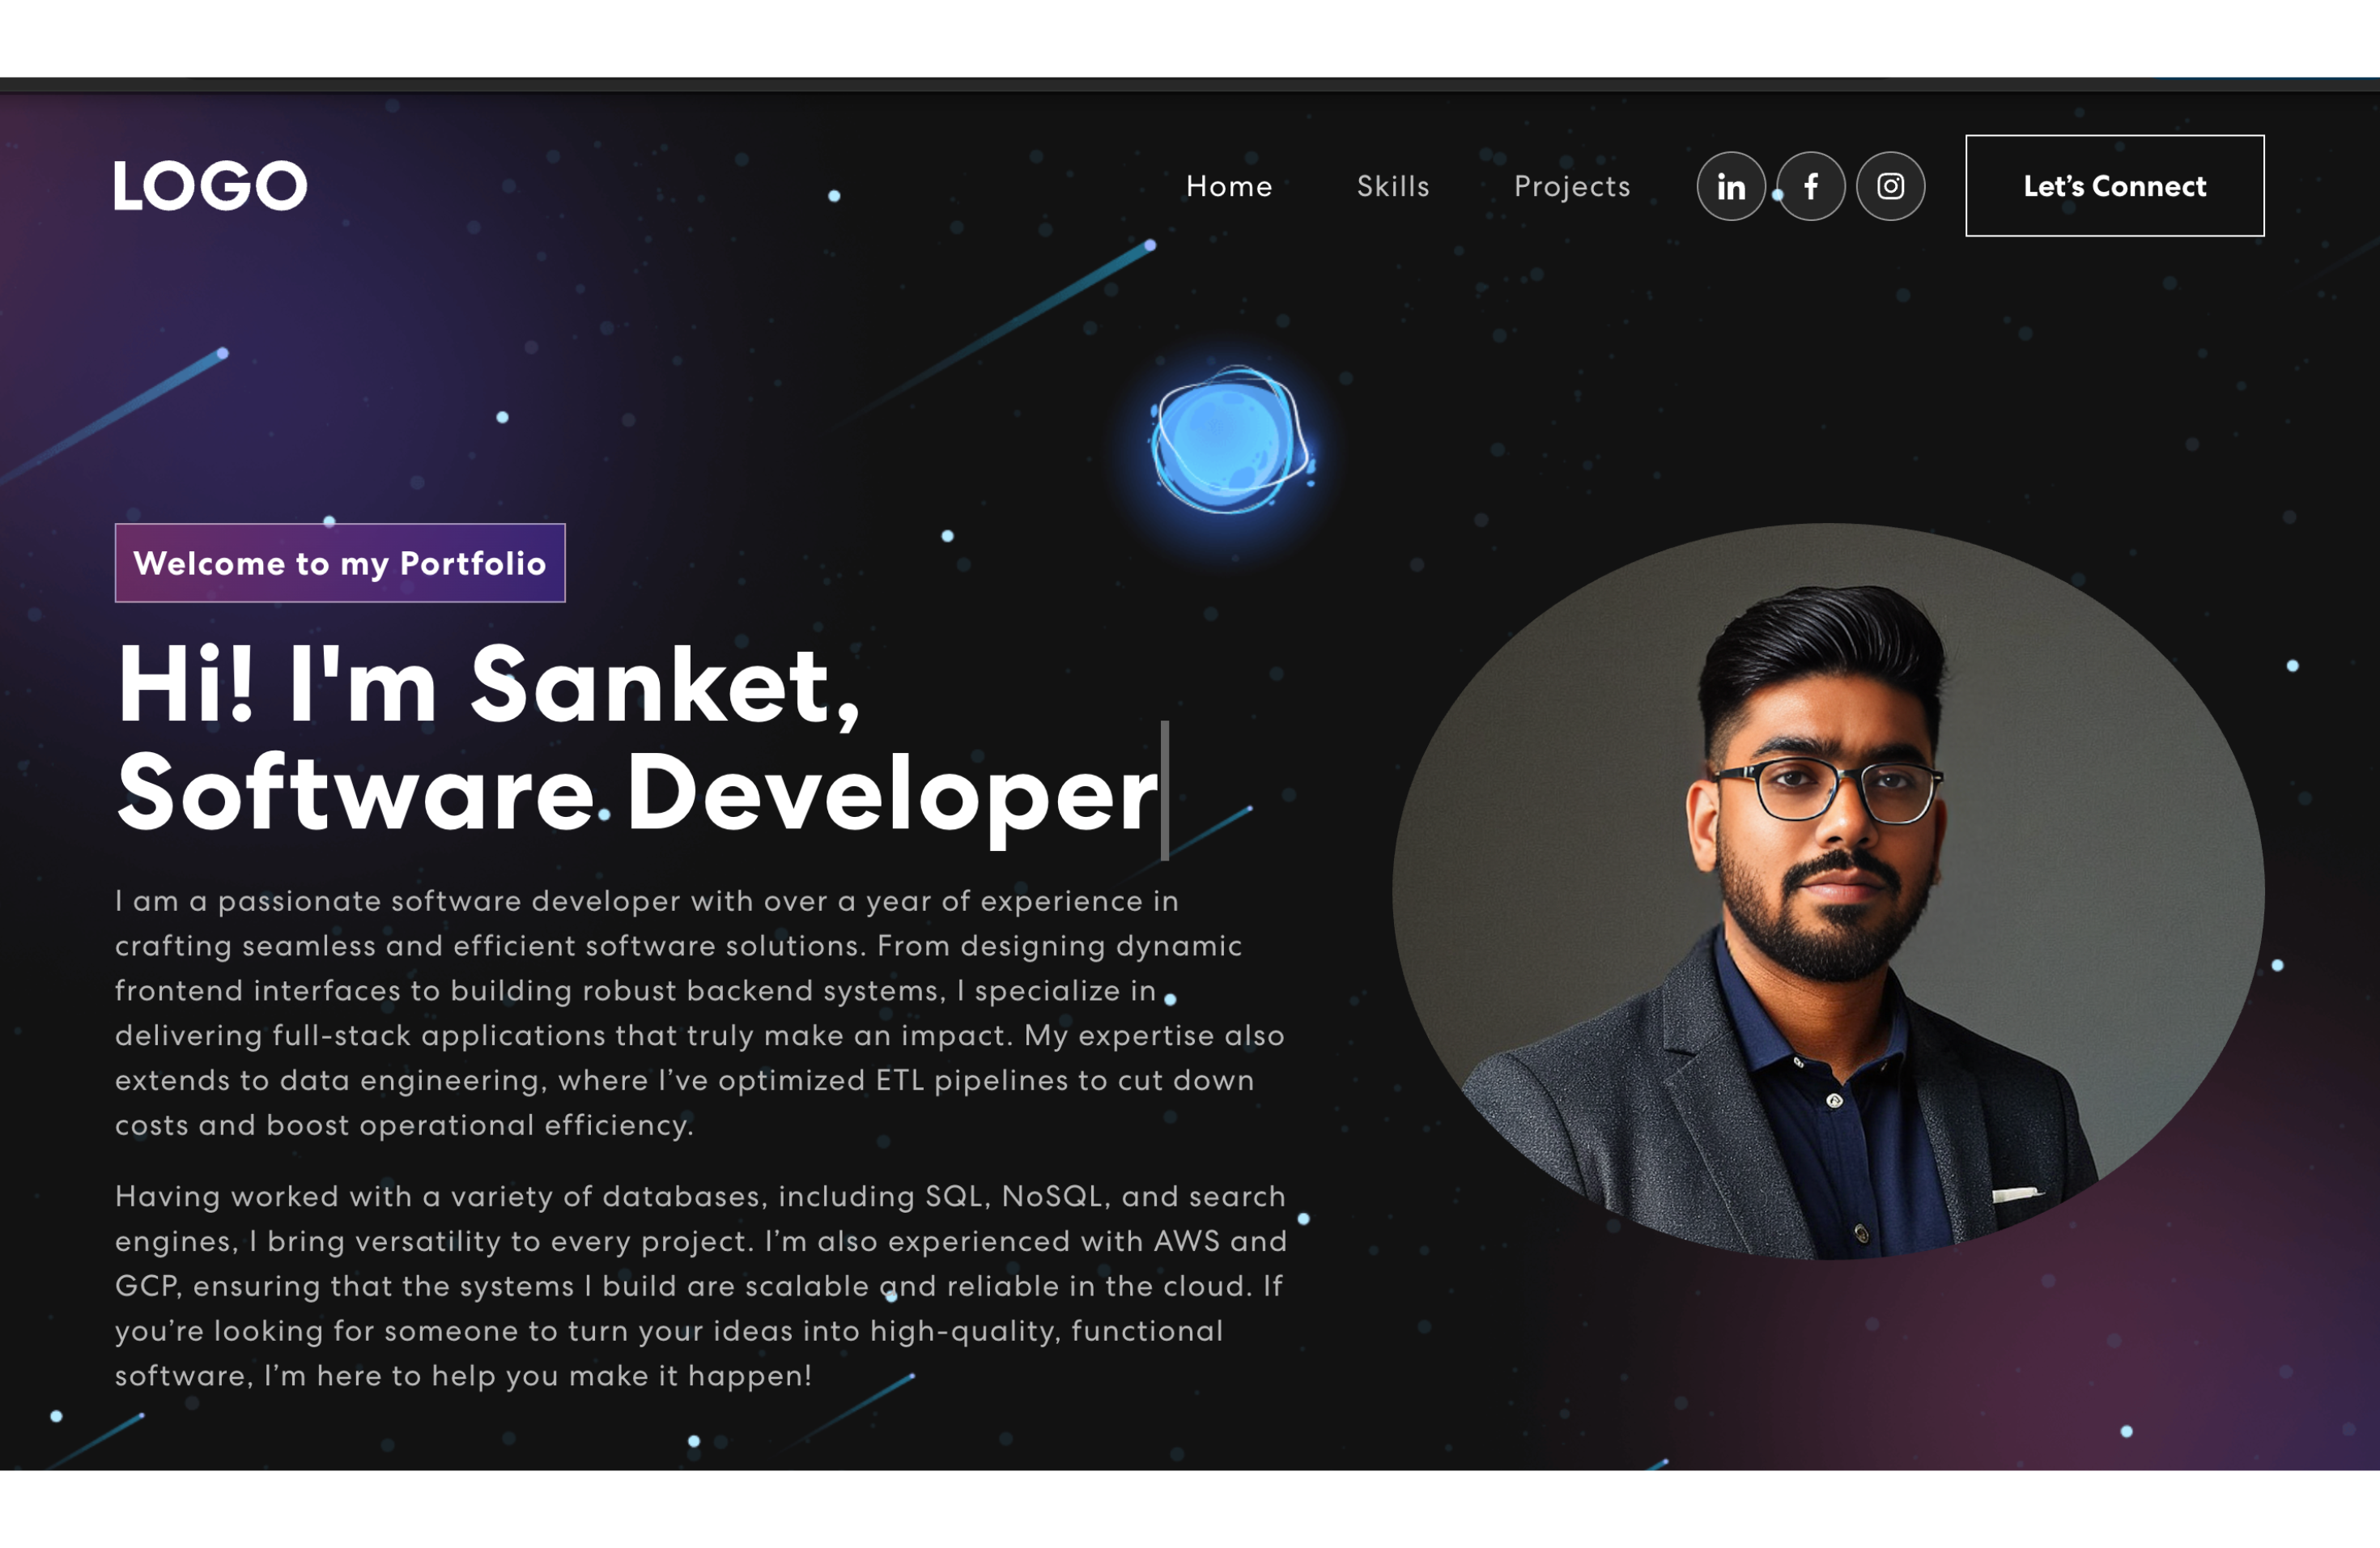 LOGO
Home Skills Projects in f Let’s Connect
Welcome to my Portfolio
Hi! I'm Sanket,
Software Developer
I am a passionate software developer with over a year of experience in
crafting seamless and efficient software solutions. From designing dynamic
frontend interfaces to building robust backend systems, I specialize in
delivering full-stack applications that truly make an impact. My expertise also
extends to data engineering, where I’ve optimized ETL pipelines to cut down
costs and boost operational efficiency.
Having worked with a variety of databases, including SQL, NoSQL, and search
engines, I bring versatility to every project. I’m also experienced with AWS and
GCP, ensuring that the systems I build are scalable and reliable in the cloud. If
you’re looking for someone to turn your ideas into high-quality, functional
software, I’m here to help you make it happen!